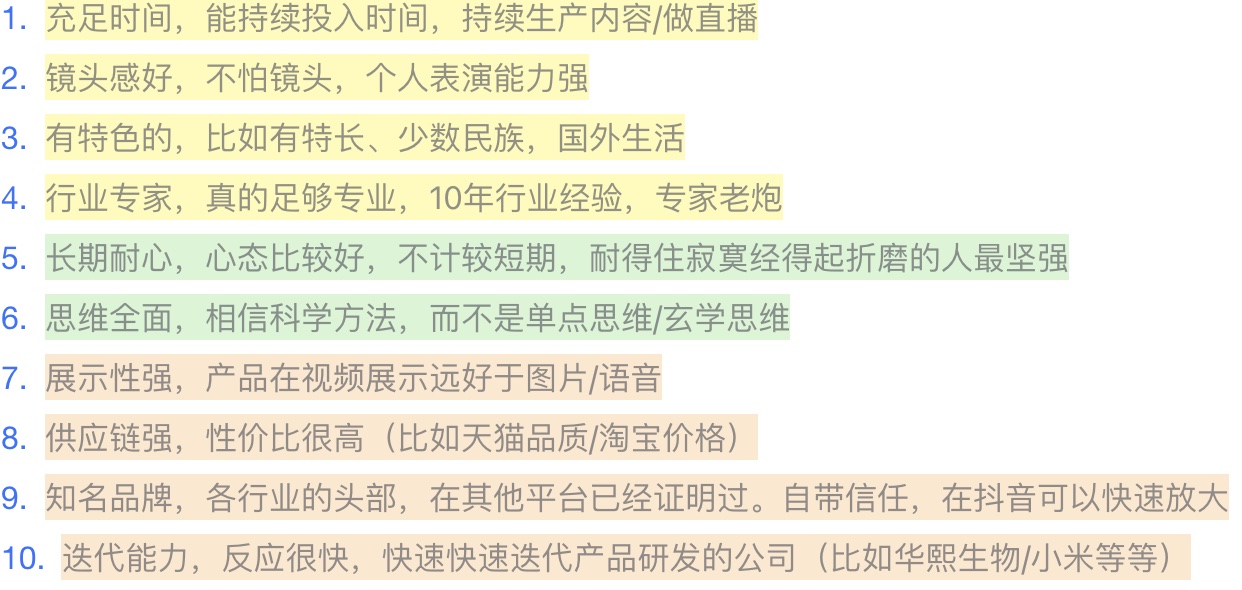 1. 充足时间，能持续投入时间，持续生产内容/做直播
2. 镜头感好，不怕镜头，个人表演能力强
3. 有特色的，比如有特长、少数民族，国外生活
4. 行业专家，真的足够专业，10年行业经验，专家老炮
5. 长期耐心，心态比较好，不计较短期，耐得住寂寞经得起折磨的人最坚强
6. 思维全面，相信科学方法，而不是单点思维/玄学思维
7. 展示性强，产品在视频展示远好于图片/语音
8. 供应链强，性价比很高（比如天猫品质/淘宝价格）
9. 知名品牌，各行业的头部，在其他平台已经证明过。自带信任，在抖音可以快速放大
10. 迭代能力，反应很快，快速快速迭代产品研发的公司（比如华熙生物/小米等等）